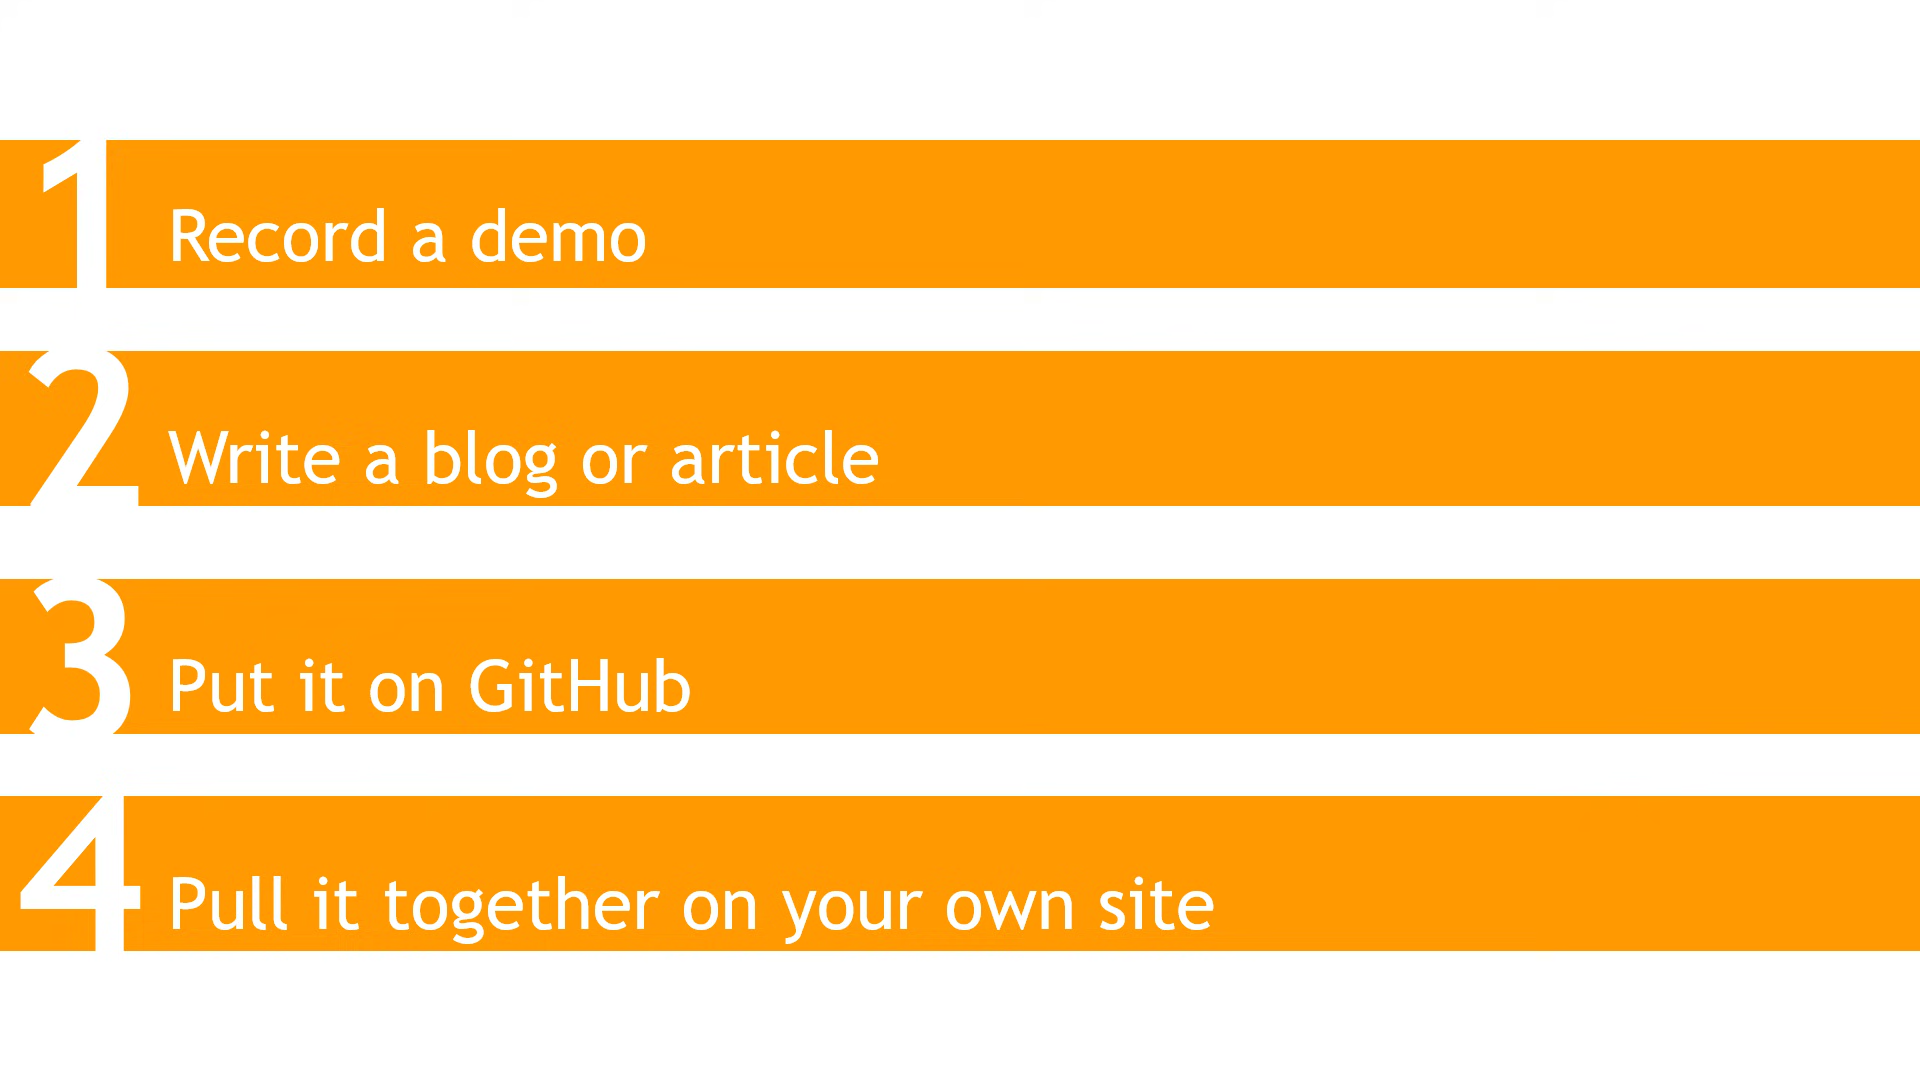 1 Record a demo
2 Write a blog or article
3 Put it on GitHub
4 Pull it together on your own site